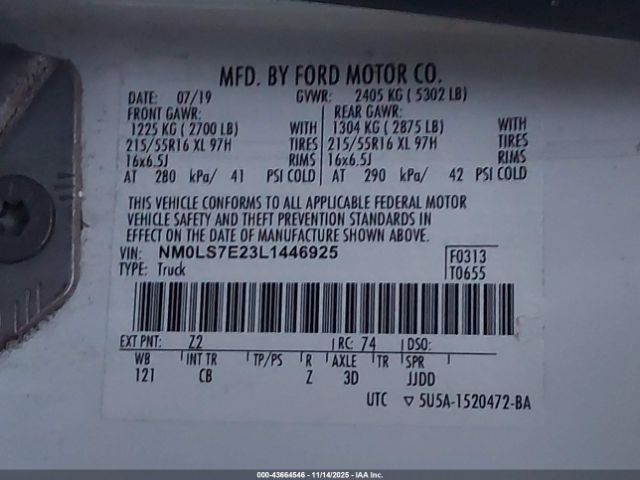 MFD. BY FORD MOTOR CO.
DATE: 07/19 GVWR: 2405 KG ( 5302 LB)
FRONT GAWR: REAR GAWR:
1225 KG ( 2700 LB) WITH 1304 KG ( 2875 LB) WITH
215/55R16 XL 97H TIRES 215/55R16 XL 97H TIRES
16x6.5J RIMS 16x6.5J RIMS
AT 280 kPa/ 41 PSI COLD AT 290 kPa/ 42 PSI COLD
THIS VEHICLE CONFORMS TO ALL APPLICABLE FEDERAL MOTOR
VEHICLE SAFETY AND THEFT PREVENTION STANDARDS IN
EFFECT ON THE DATE OF MANUFACTURE SHOWN ABOVE.
VIN: NM0LS7E23L1446925 F0313
TYPE: Truck T0655
EXT PNT: Z2 RC: 74 DSO:
WB INT TR TP/PS R AXLE TR SPR
121 CB Z 3D JJDD
UTC ▽ 5U5A-1520472-BA
000-43664546 - 11/14/2025 - IAA Inc.